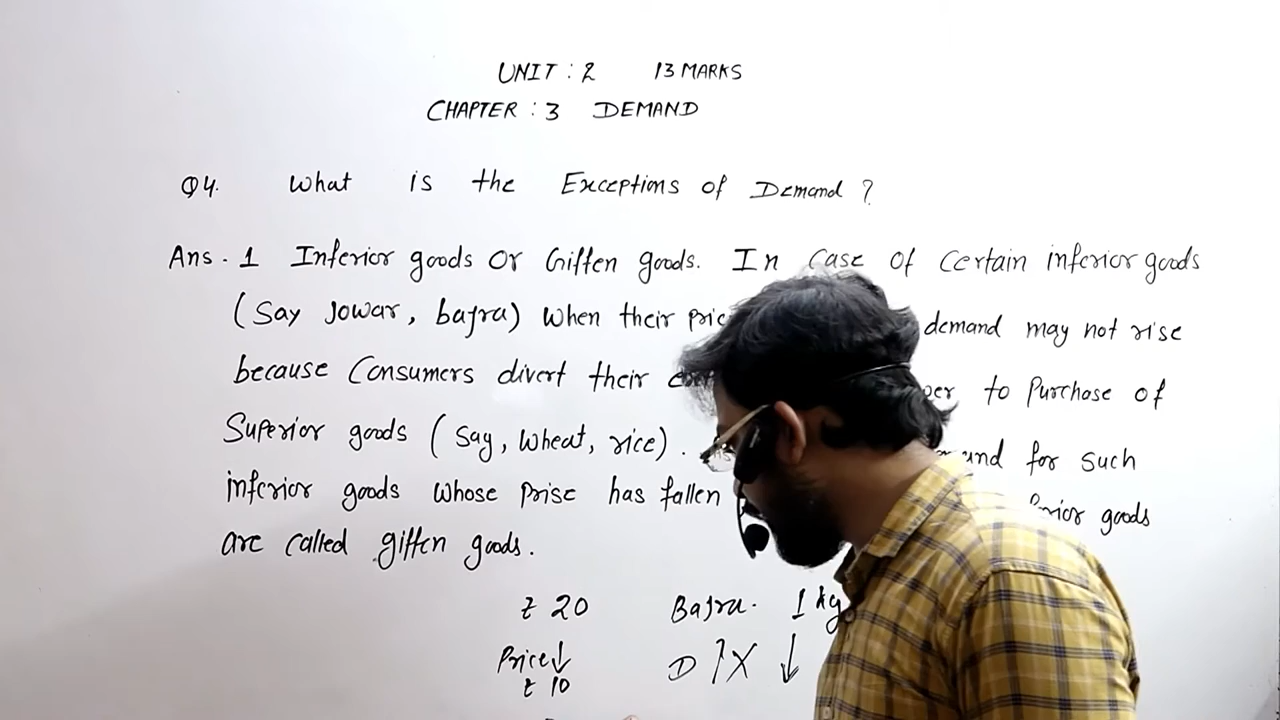 UNIT : 2 13 MARKS
CHAPTER : 3 DEMAND
Q4. What is the Exceptions of Demand ?
Ans. 1 Inferior goods or Giffen goods. In case of certain inferior goods
(Say Jowar, bajra) when their demand may not rise
because Consumers divert their to Purchase of
Superior goods (Say, wheat, rice). for such
inferior goods whose Prise has fallen goods
are called giffen goods.
₹ 20 Bajra. 1 kg
Price↓ D ↑X ↓
₹ 10